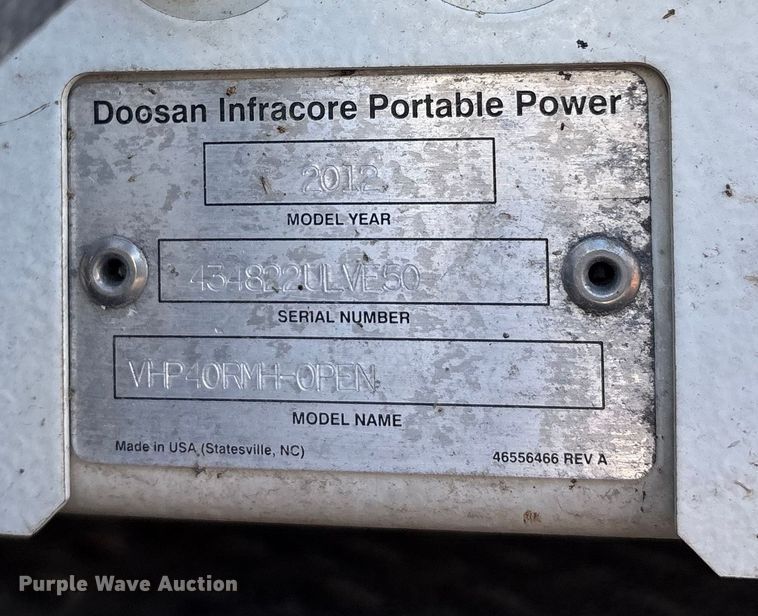 Doosan Infracore Portable Power
2012
MODEL YEAR
434822ULVE50
SERIAL NUMBER
VHP40RMH-OPEN
MODEL NAME
Made in USA (Statesville, NC)
46556466 REV A
Purple Wave Auction